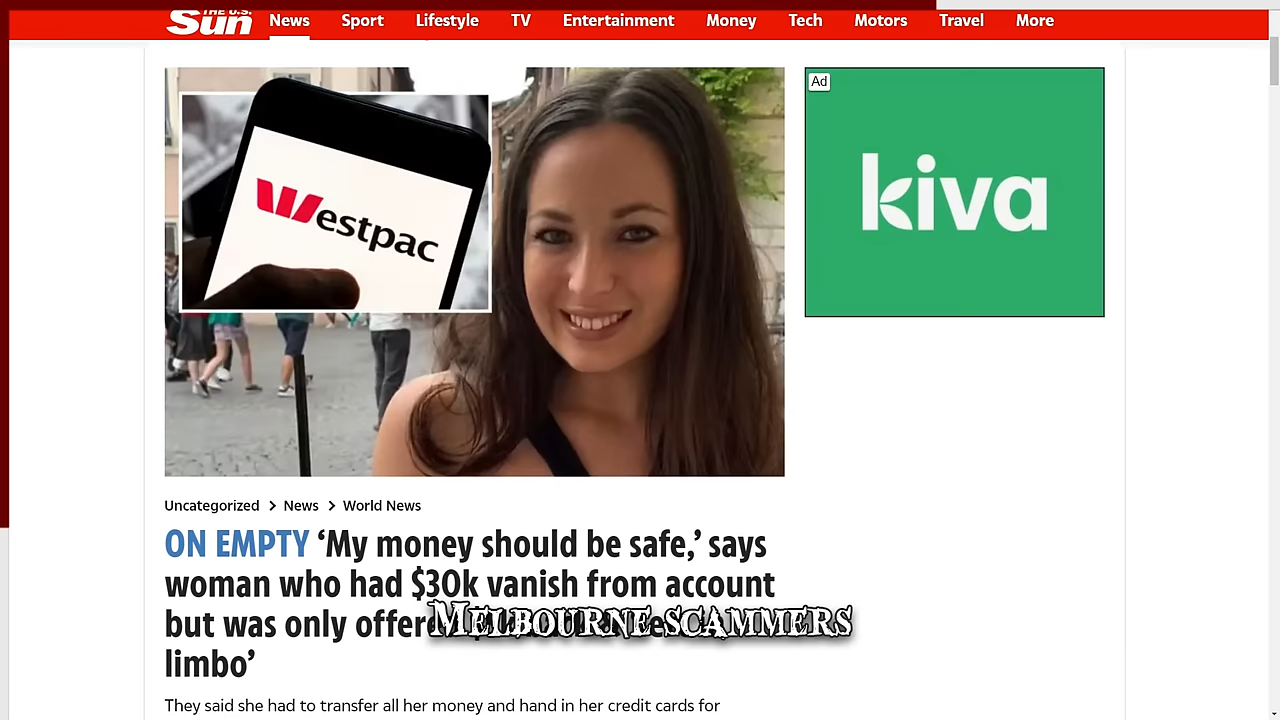 THE U.S.
Sun
News Sport Lifestyle TV Entertainment Money Tech Motors Travel More
Westpac
Ad
kiva
Uncategorized > News > World News
ON EMPTY ‘My money should be safe,’ says
woman who had $30k vanish from account
but was only offer
MELBOURNE SCAMMERS
limbo’
They said she had to transfer all her money and hand in her credit cards for